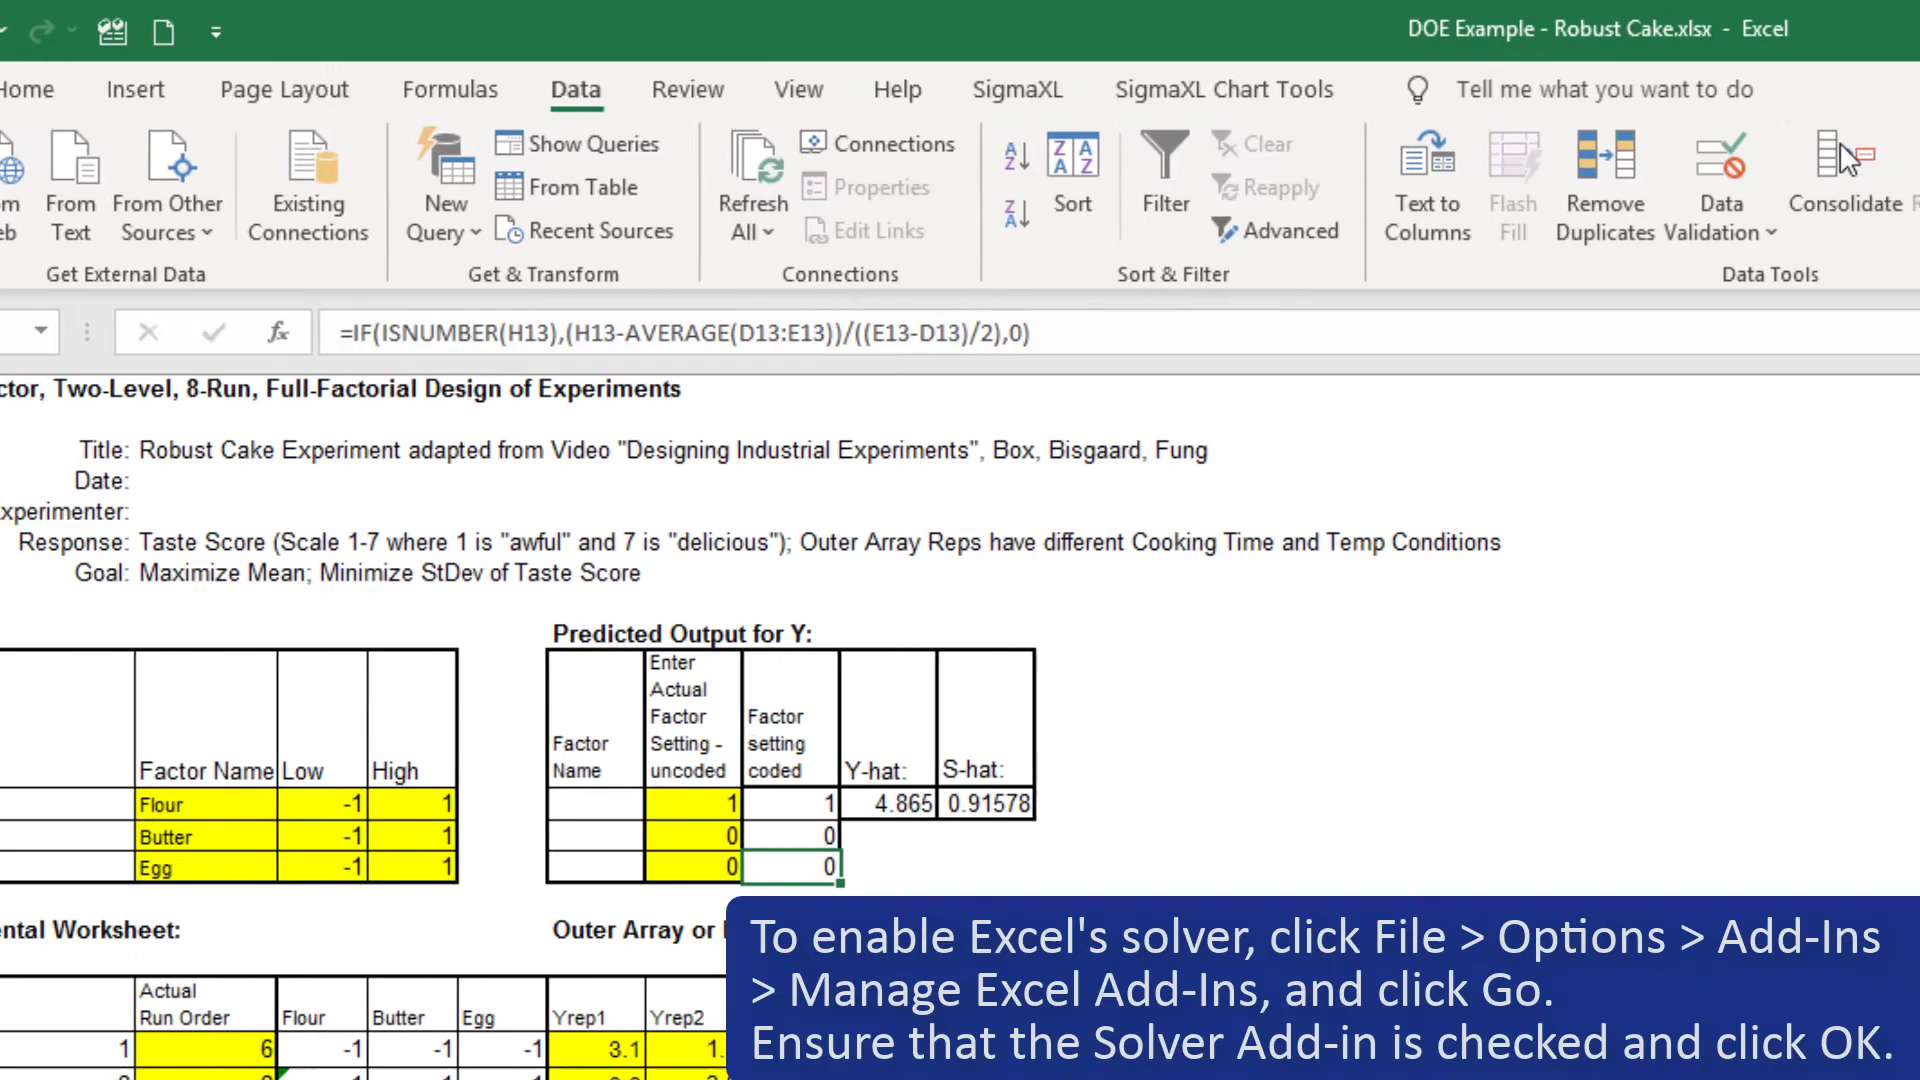 DOE Example - Robust Cake.xlsx - Excel
Home Insert Page Layout Formulas Data Review View Help SigmaXL SigmaXL Chart Tools Tell me what you want to do
From Text
From Other Sources
Existing Connections
New Query
Show Queries
From Table
Recent Sources
Refresh All
Connections
Properties
Edit Links
Sort
Filter
Clear
Reapply
Advanced
Text to Columns
Flash Fill
Remove Duplicates
Data Validation
Consolidate
Get External Data Get & Transform Connections Sort & Filter Data Tools
fx =IF(ISNUMBER(H13),(H13-AVERAGE(D13:E13))/((E13-D13)/2),0)
ctor, Two-Level, 8-Run, Full-Factorial Design of Experiments
Title: Robust Cake Experiment adapted from Video "Designing Industrial Experiments", Box, Bisgaard, Fung
Date:
xperimenter:
Response: Taste Score (Scale 1-7 where 1 is "awful" and 7 is "delicious"); Outer Array Reps have different Cooking Time and Temp Conditions
Goal: Maximize Mean; Minimize StDev of Taste Score
Predicted Output for Y:
Factor Name Low High
Flour -1 1
Butter -1 1
Egg -1 1
Factor Name
Enter Actual Factor Setting - uncoded
Factor setting coded
Y-hat: S-hat:
1 1 4.865 0.91578
0 0
0 0
ental Worksheet:
Outer Array or
Actual Run Order Flour Butter Egg Yrep1 Yrep2
1 6 -1 -1 -1 3.1 1.
To enable Excel's solver, click File > Options > Add-Ins
> Manage Excel Add-Ins, and click Go.
Ensure that the Solver Add-in is checked and click OK.